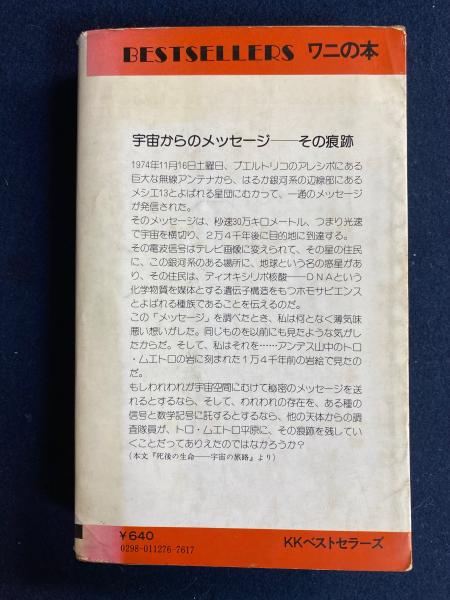 BESTSELLERS ワニの本
宇宙からのメッセージ――その痕跡
1974年11月16日土曜日、プエルトリコのアレシボにある
巨大な無線アンテナから、はるか銀河系の辺線部にある
メシエ13とよばれる星団にむかって、一通のメッセージ
が発信された。
そのメッセージは、秒速30万キロメートル、つまり光速
で宇宙を横切り、2万4千年後に目的地に到達する。
その電波信号はテレビ画像に変えられて、その星の住民
に、この銀河系のある場所に、地球という名の惑星があ
り、その住民は、ディオキシリボ核酸――DNAという
化学物質を媒体とする遺伝子構造をもつホモサピエンス
とよばれる種族であることを伝えるのだ。
この「メッセージ」を調べたとき、私は何となく薄気味
悪い想いがした。同じものを以前にも見たような気がし
たからだ。そして、私はそれを……アンデス山中のトロ
・ムエトロの岩に刻まれた1万4千年前の岩絵で見たの
だ。
もしわれわれが宇宙空間にむけて秘密のメッセージを送
れるとするなら、そして、われわれの存在を、ある種の
信号と数学記号に託するとするなら、他の天体からの調
査隊員が、トロ・ムエトロ平原に、その痕跡を残してい
くことだってありえたのではなかろうか？
(本文『死後の生命――宇宙の旅路』より)
￥640
0298-011276-7617
KKベストセラーズ